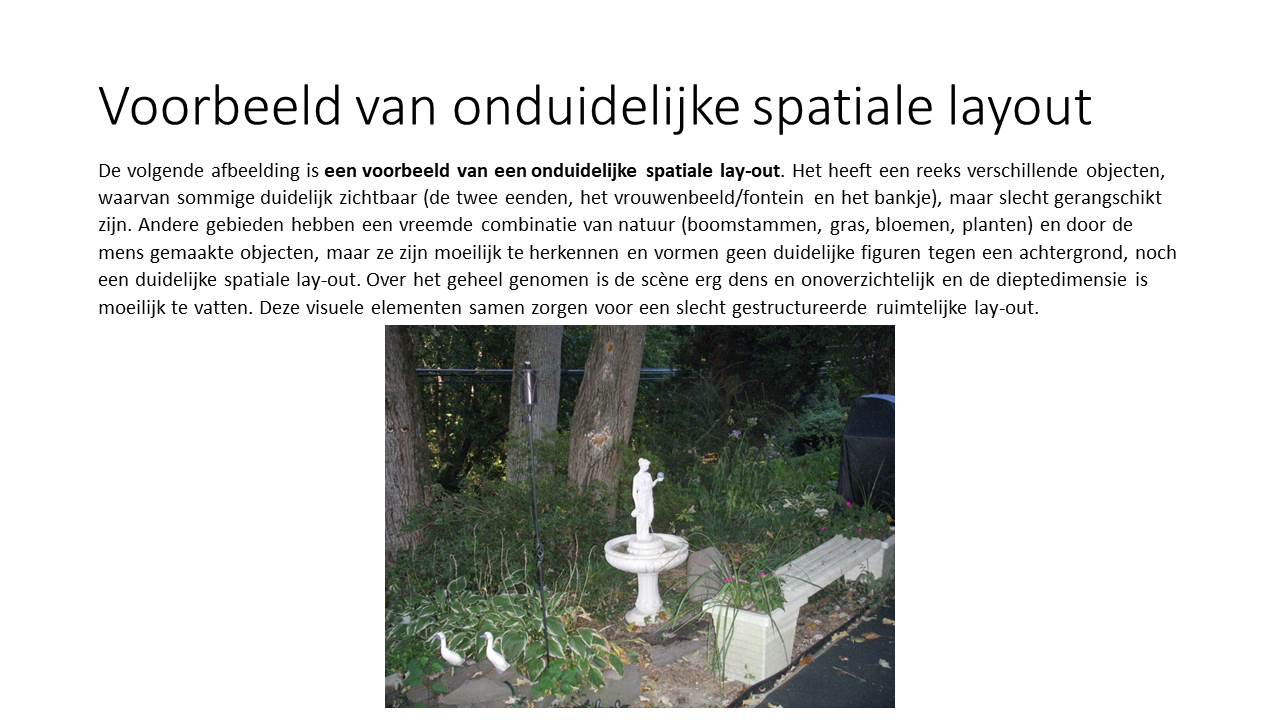 Voorbeeld van onduidelijke spatiale layout
De volgende afbeelding is een voorbeeld van een onduidelijke spatiale lay-out. Het heeft een reeks verschillende objecten,
waarvan sommige duidelijk zichtbaar (de twee eenden, het vrouwenbeeld/fontein en het bankje), maar slecht gerangschikt
zijn. Andere gebieden hebben een vreemde combinatie van natuur (boomstammen, gras, bloemen, planten) en door de
mens gemaakte objecten, maar ze zijn moeilijk te herkennen en vormen geen duidelijke figuren tegen een achtergrond, noch
een duidelijke spatiale lay-out. Over het geheel genomen is de scène erg dens en onoverzichtelijk en de dieptedimensie is
moeilijk te vatten. Deze visuele elementen samen zorgen voor een slecht gestructureerde ruimtelijke lay-out.